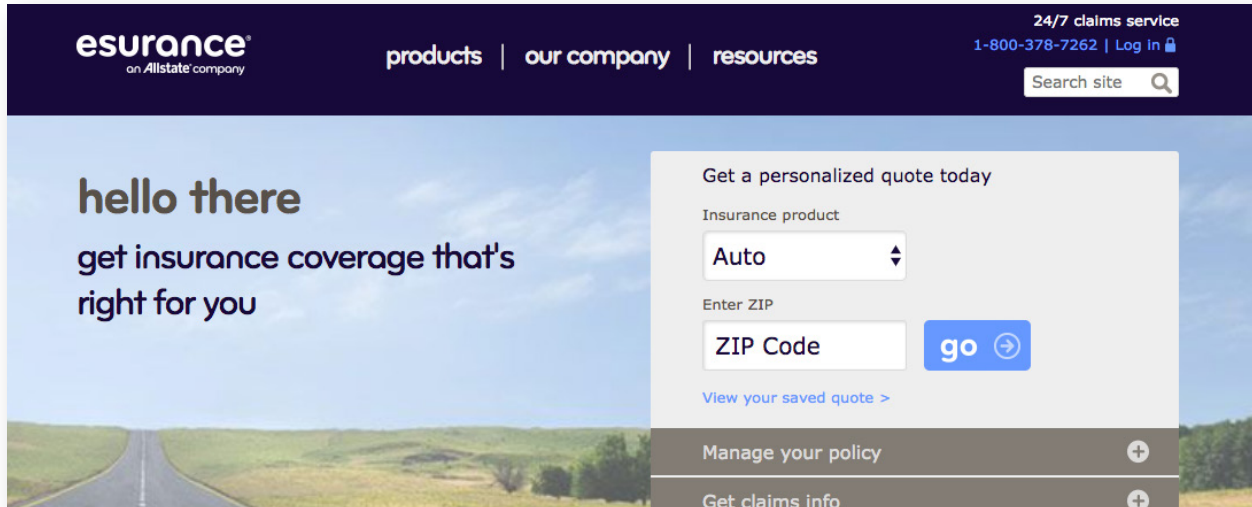 esurance®
an Allstate® company
products | our company | resources
24/7 claims service
1-800-378-7262 | Log in
Search site
hello there
get insurance coverage that's
right for you
Get a personalized quote today
Insurance product
Auto
Enter ZIP
ZIP Code
go
View your saved quote >
Manage your policy
Get claims info